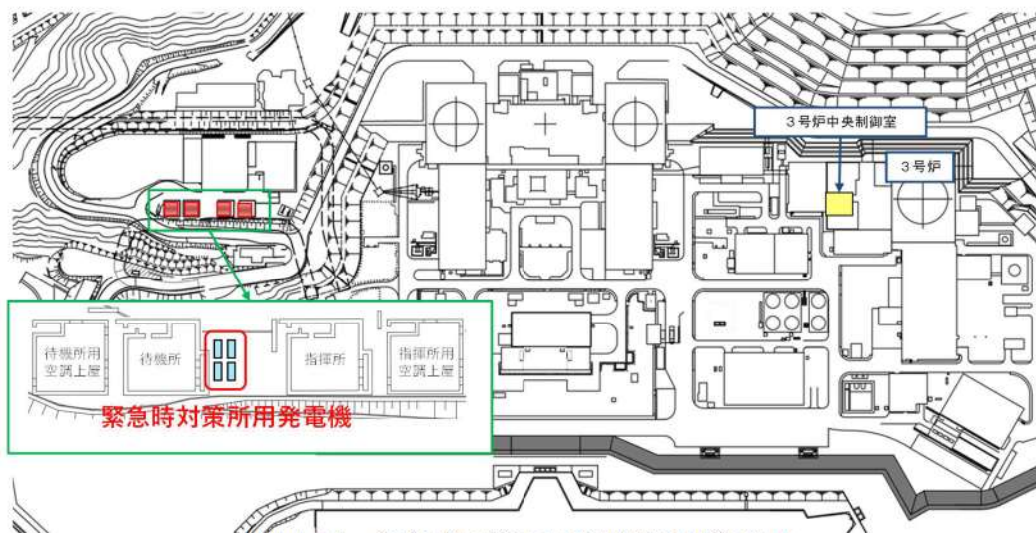 3号炉中央制御室
3号炉
待機所用
空調上屋
待機所
指揮所
指揮所用
空調上屋
緊急時対策所用発電機